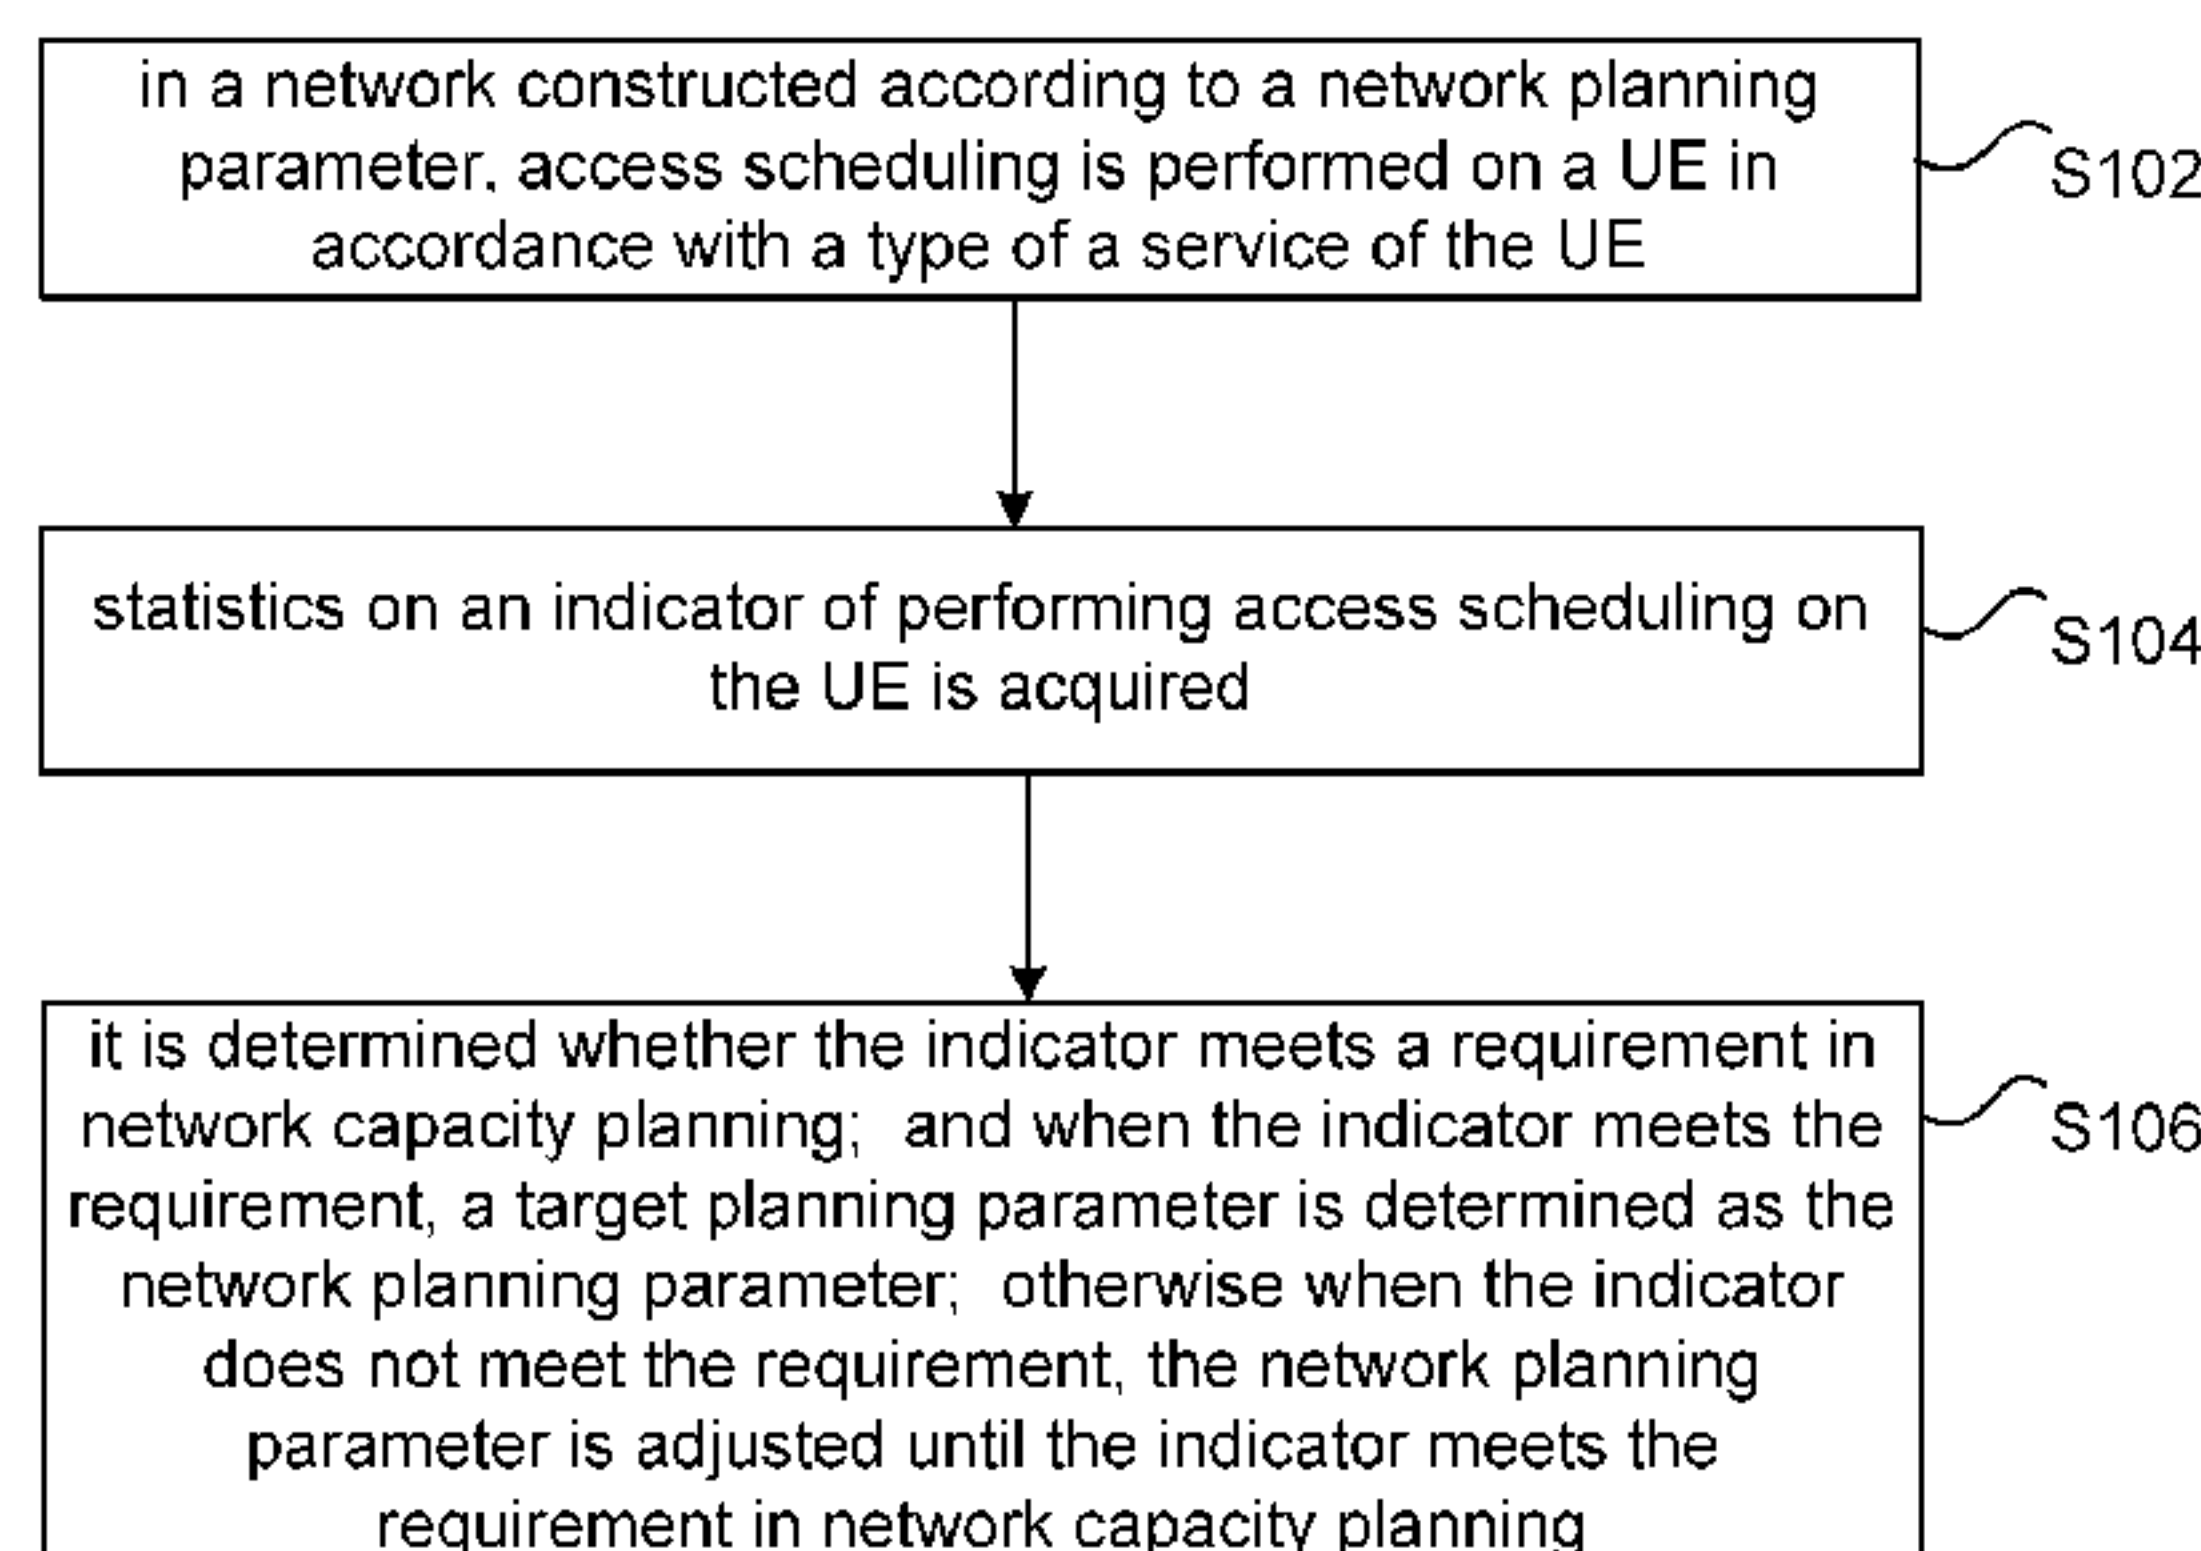 in a network constructed according to a network planning
parameter, access scheduling is performed on a UE in
accordance with a type of a service of the UE
S102
statistics on an indicator of performing access scheduling on
the UE is acquired
S104
it is determined whether the indicator meets a requirement in
network capacity planning; and when the indicator meets the
requirement, a target planning parameter is determined as the
network planning parameter; otherwise when the indicator
does not meet the requirement, the network planning
parameter is adjusted until the indicator meets the
requirement in network capacity planning
S106